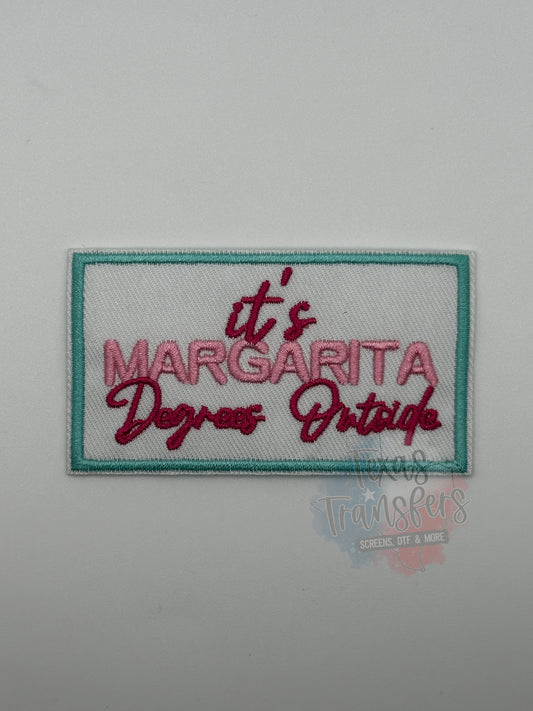 it's
MARGARITA
Degrees Outside
Texas
Transfers
SCREENS, DTF & MORE